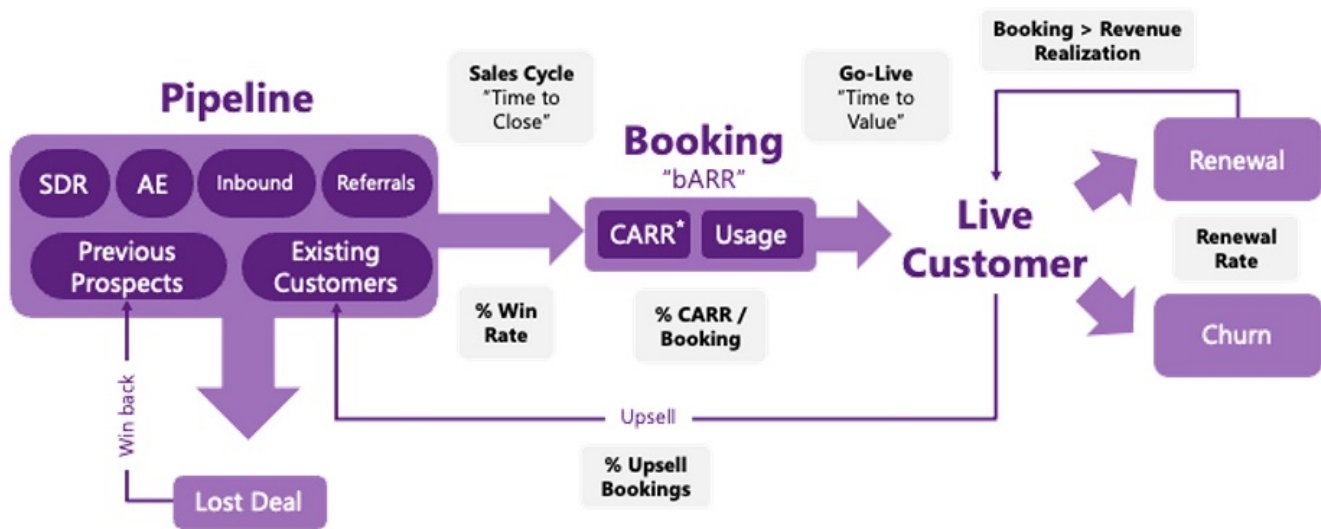 Booking > Revenue
Realization
Sales Cycle
"Time to
Close"
Go-Live
"Time to
Value"
Pipeline
Booking
"bARR"
SDR
AE
Inbound
Referrals
Previous
Prospects
Existing
Customers
CARR*
Usage
Live
Customer
Renewal
Renewal
Rate
Churn
% Win
Rate
% CARR /
Booking
Win back
Upsell
% Upsell
Bookings
Lost Deal